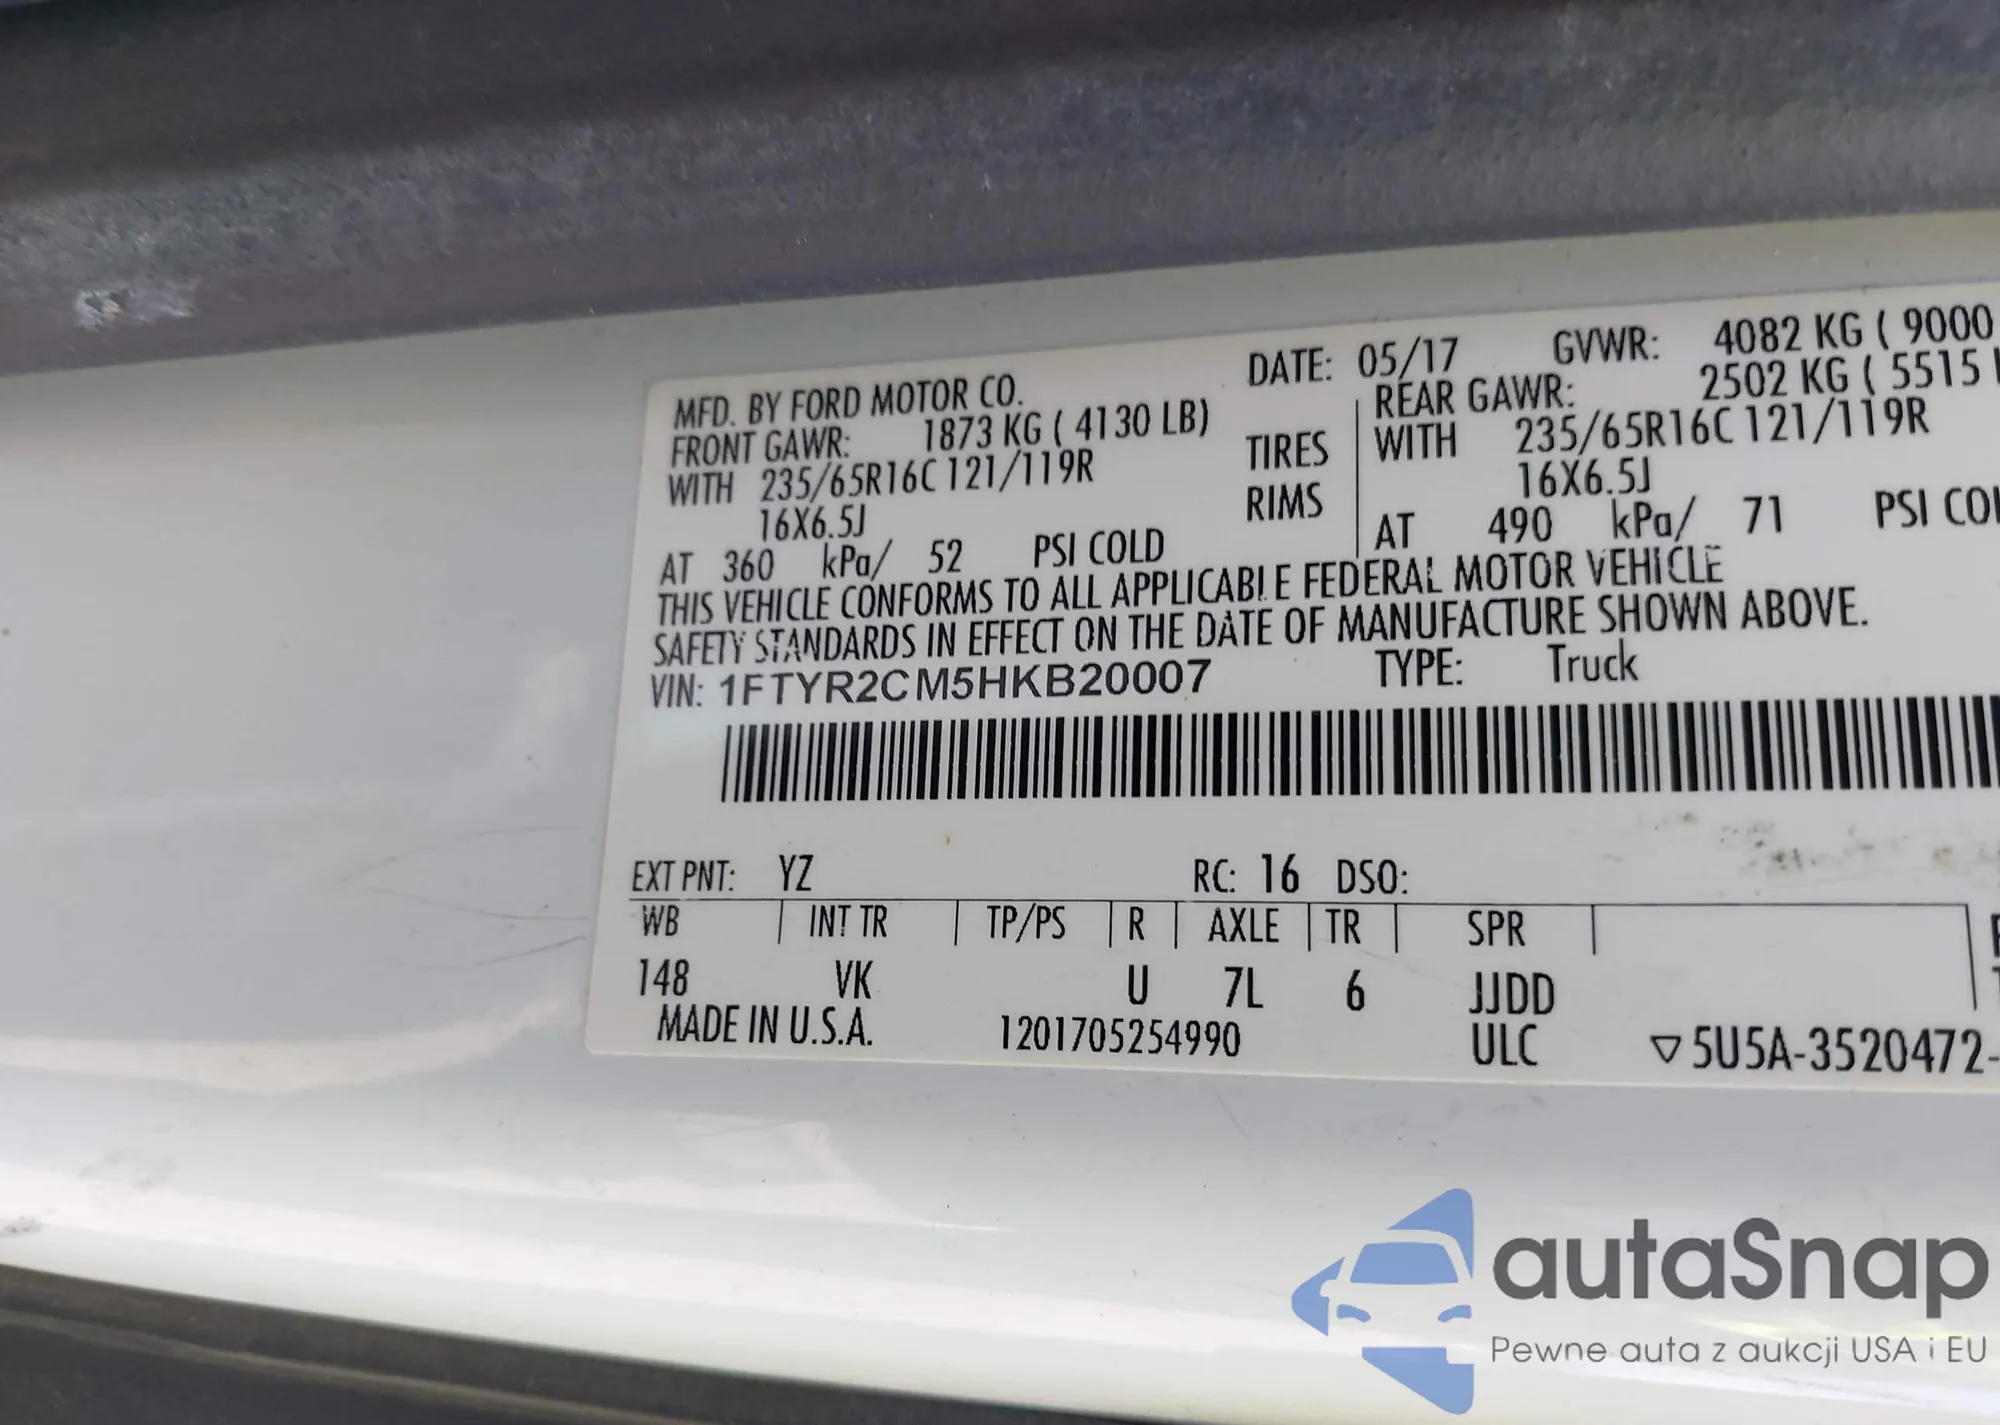 MFD. BY FORD MOTOR CO. DATE: 05/17 GVWR: 4082 KG ( 9000
FRONT GAWR: 1873 KG ( 4130 LB) REAR GAWR: 2502 KG ( 5515
WITH 235/65R16C 121/119R TIRES WITH 235/65R16C 121/119R
16X6.5J RIMS 16X6.5J
AT 360 kPa/ 52 PSI COLD AT 490 kPa/ 71 PSI
THIS VEHICLE CONFORMS TO ALL APPLICABLE FEDERAL MOTOR VEHICLE
SAFETY STANDARDS IN EFFECT ON THE DATE OF MANUFACTURE SHOWN ABOVE.
VIN: 1FTYR2CM5HKB20007 TYPE: Truck
EXT PNT: YZ RC: 16 DSO:
WB INT TR TP/PS R AXLE TR SPR
148 VK U 7L 6 JJDD
MADE IN U.S.A. 1201705254990 ULC ▽5U5A-3520472-
autaSnap
Pewne auta z aukcji USA i EU